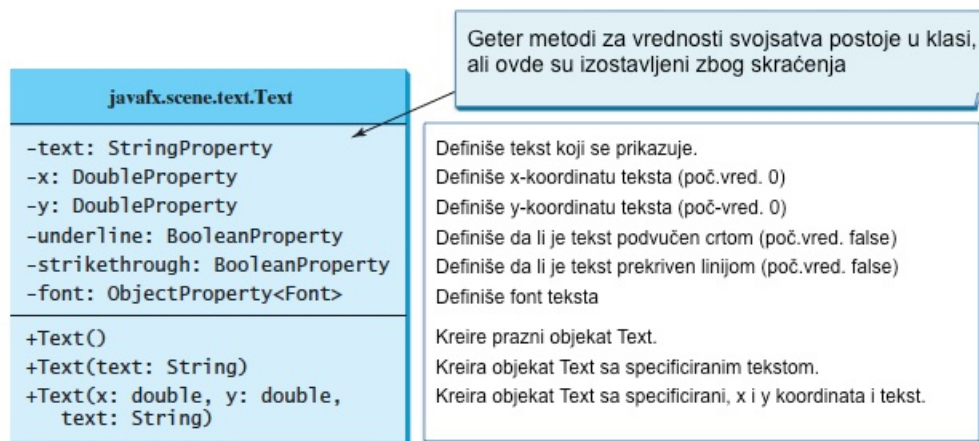 Geter metodi za vrednosti svojsatva postoje u klasi,
ali ovde su izostavljeni zbog skraćenja
javafx.scene.text.Text
-text: StringProperty
-x: DoubleProperty
-y: DoubleProperty
-underline: BooleanProperty
-strikethrough: BooleanProperty
-font: ObjectProperty<Font>
+Text()
+Text(text: String)
+Text(x: double, y: double,
text: String)
Definiše tekst koji se prikazuje.
Definiše x-koordinatu teksta (poč.vred. 0)
Definiše y-koordinatu teksta (poč-vred. 0)
Definiše da li je tekst podvučen crtom (poč.vred. false)
Definiše da li je tekst prekriven linijom (poč.vred. false)
Definiše font teksta
Kreire prazni objekat Text.
Kreira objekat Text sa specificiranim tekstom.
Kreira objekat Text sa specificirani, x i y koordinata i tekst.